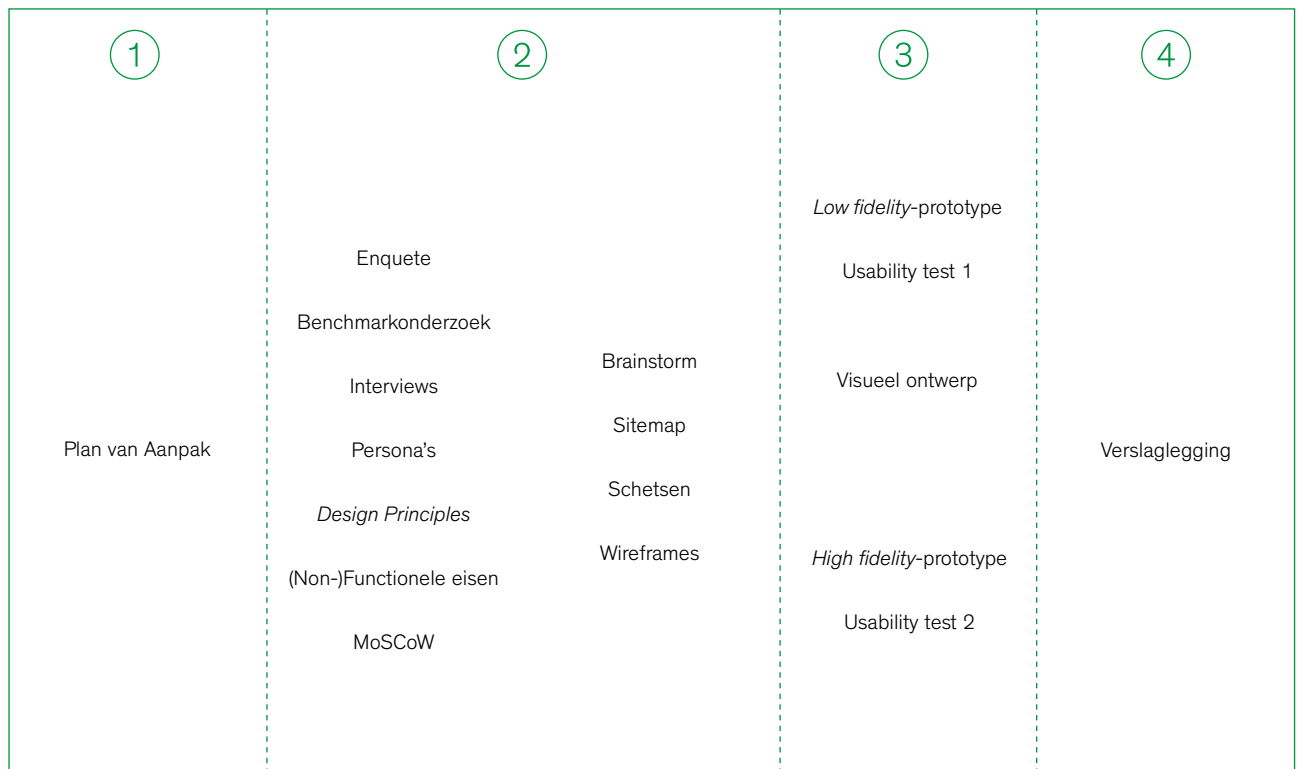 1
Plan van Aanpak
2
Enquete
Benchmarkonderzoek
Interviews
Persona's
Design Principles
(Non-)Functionele eisen
MoSCoW
Brainstorm
Sitemap
Schetsen
Wireframes
3
Low fidelity-prototype
Usability test 1
Visueel ontwerp
High fidelity-prototype
Usability test 2
4
Verslaglegging